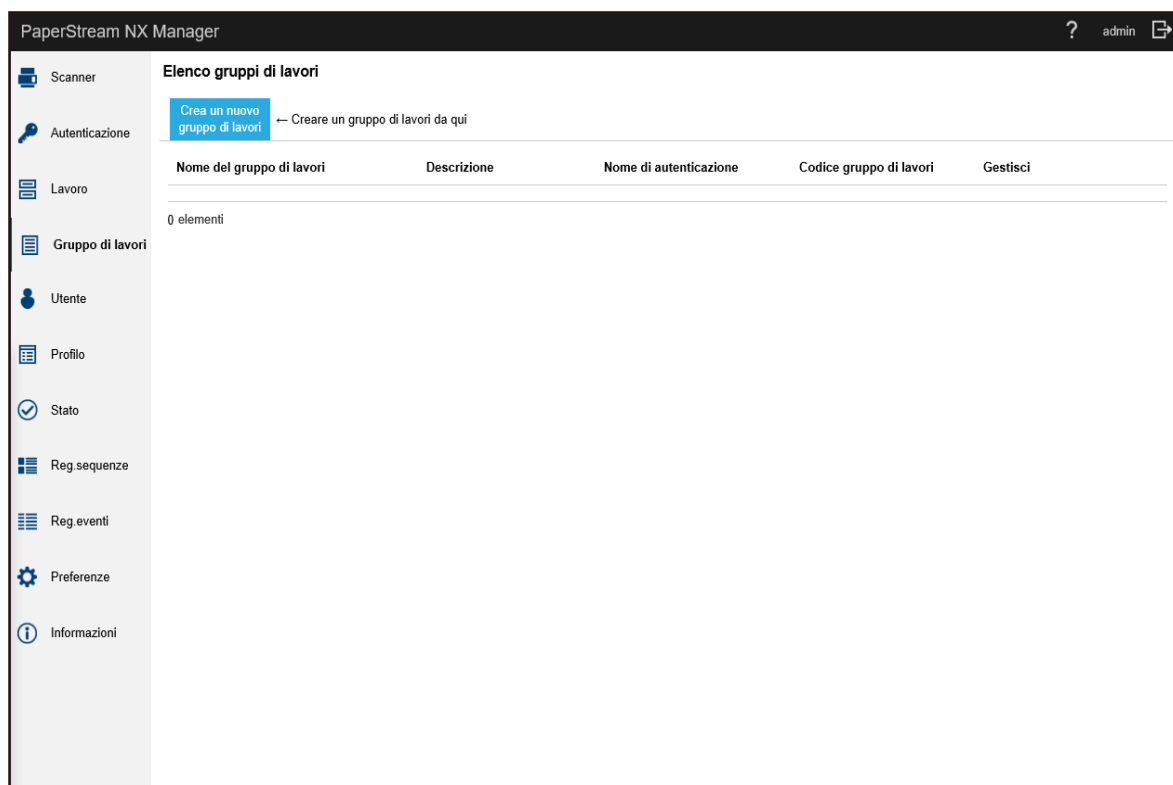 PaperStream NX Manager
? admin
Scanner
Autenticazione
Lavoro
Gruppo di lavori
Utente
Profilo
Stato
Reg.sequenze
Reg.eventi
Preferenze
Informazioni
Elenco gruppi di lavori
Crea un nuovo
gruppo di lavori
← Creare un gruppo di lavori da qui
Nome del gruppo di lavori Descrizione Nome di autenticazione Codice gruppo di lavori Gestisci
0 elementi